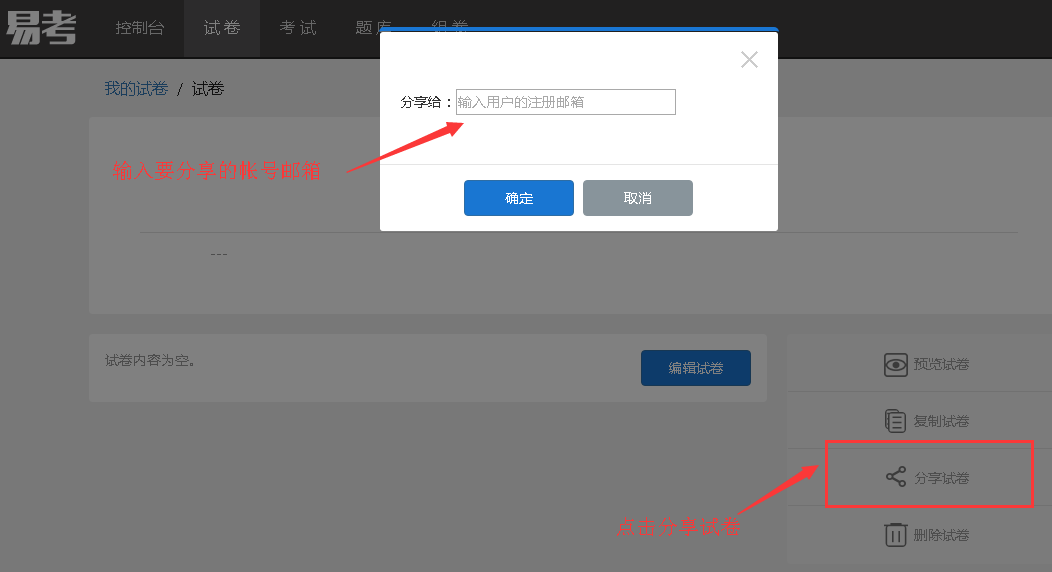 易考 控制台 试卷 考试 题库 组卷
我的试卷 / 试卷
分享给：输入用户的注册邮箱
输入要分享的帐号邮箱
确定 取消
---
试卷内容为空。 编辑试卷
预览试卷
复制试卷
分享试卷
点击分享试卷
删除试卷